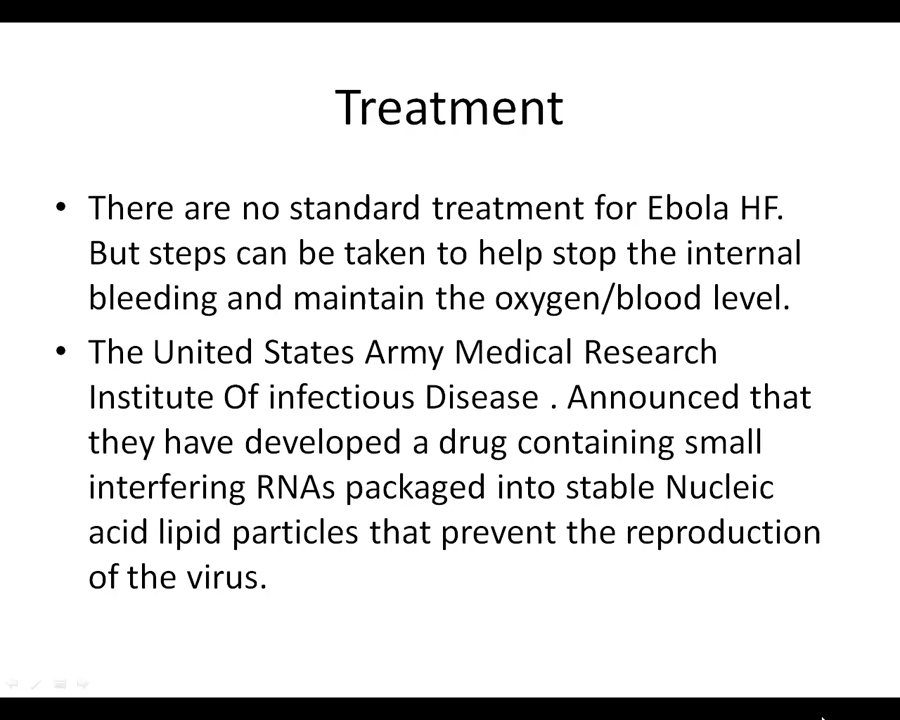 Treatment
• There are no standard treatment for Ebola HF.
But steps can be taken to help stop the internal
bleeding and maintain the oxygen/blood level.
• The United States Army Medical Research
Institute Of infectious Disease . Announced that
they have developed a drug containing small
interfering RNAs packaged into stable Nucleic
acid lipid particles that prevent the reproduction
of the virus.